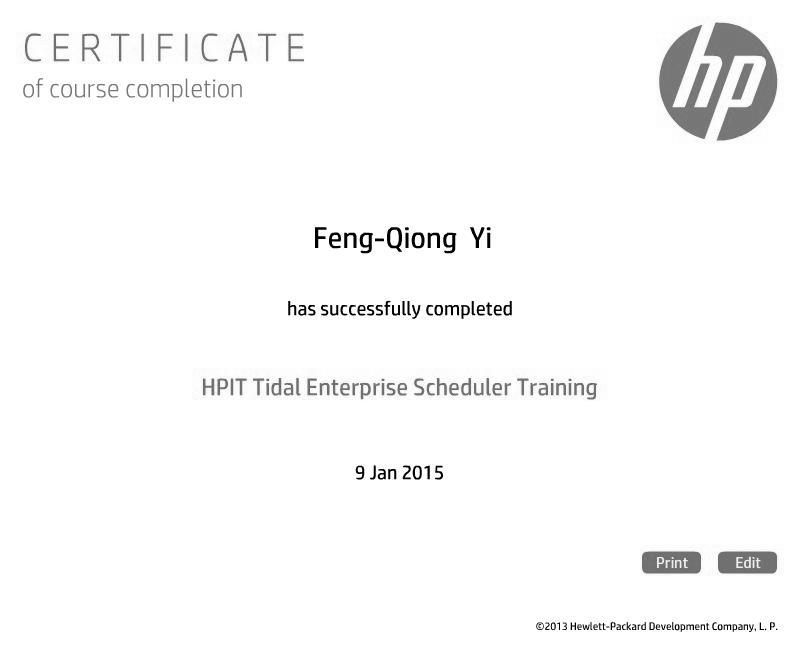 CERTIFICATE
of course completion
hp
Feng-Qiong Yi
has successfully completed
HPIT Tidal Enterprise Scheduler Training
9 Jan 2015
Print
Edit
©2013 Hewlett-Packard Development Company, L. P.